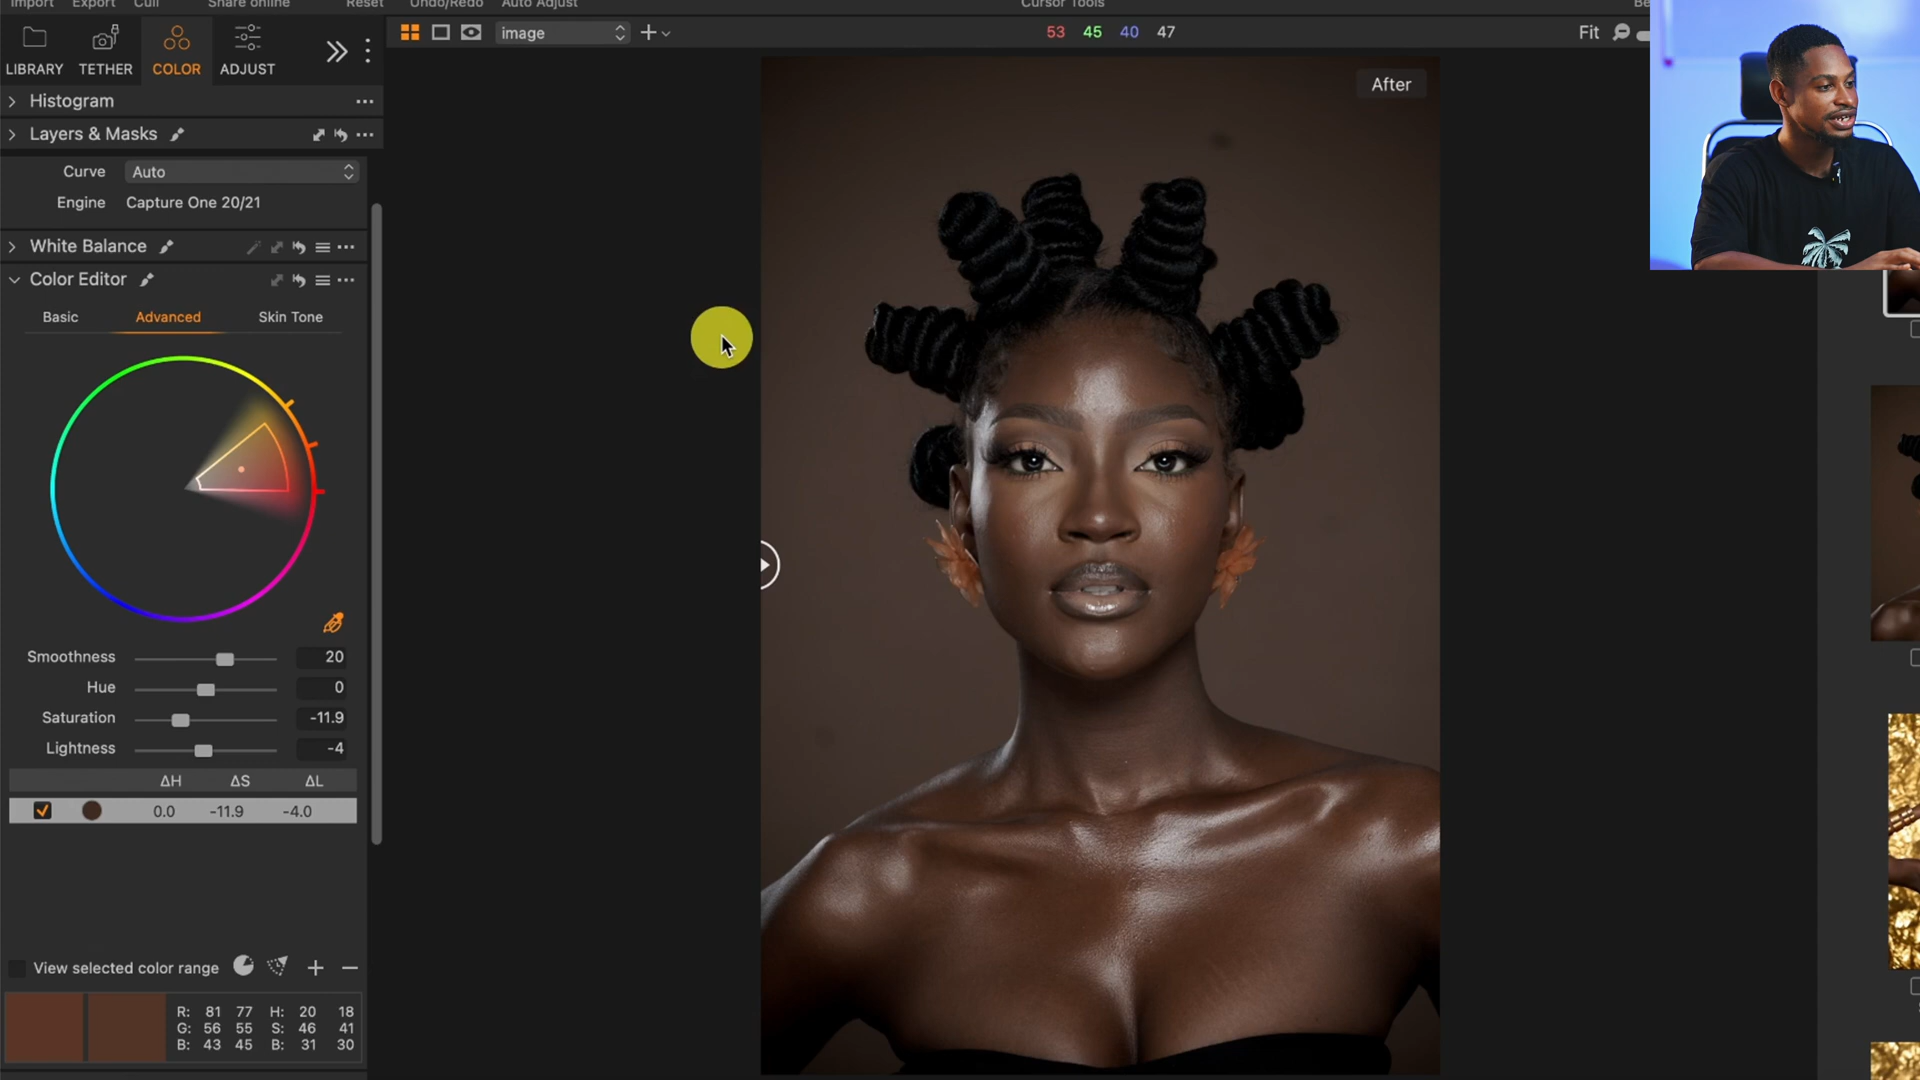 Import Export Cull Share online Reset Undo/Redo Auto Adjust Cursor Tools Be
LIBRARY TETHER COLOR ADJUST
image
53 45 40 47
Fit
After
Histogram
Layers & Masks
Curve Auto
Engine Capture One 20/21
White Balance
Color Editor
Basic Advanced Skin Tone
Smoothness 20
Hue 0
Saturation -11.9
Lightness -4
ΔH ΔS ΔL
0.0 -11.9 -4.0
View selected color range
R: 81 77 H: 20 18
G: 56 55 S: 46 41
B: 43 45 B: 31 30